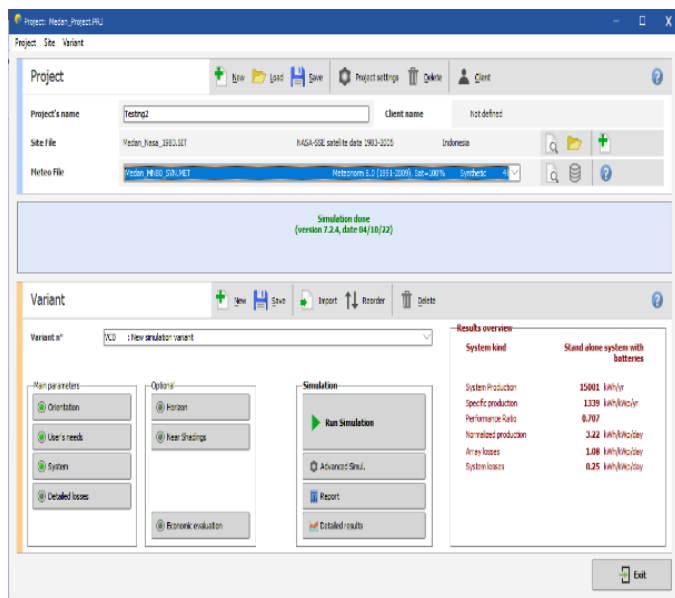 Project: Medan_Project.PRJ
Project Site Variant
Project New Load Save Project settings Delete Client
Project's name Testing2 Client name Not defined
Site File Medan_Nasa_1983.SIT NASA-SSE satellite data 1983-2005 Indonesia
Meteo File Medan_MN80_SYN.MET Meteonorm 8.0 (1991-2009), Sat=100% Synthetic
Simulation done
(version 7.2.4, date 04/10/22)
Variant New Save Import Reorder Delete
Variant n° VC0 : New simulation variant
Results overview
System kind Stand alone system with
batteries
System Production 15001 kWh/yr
Specific production 1339 kWh/kWp/yr
Performance Ratio 0.707
Normalized production 3.22 kWh/kWp/day
Array losses 1.08 kWh/kWp/day
System losses 0.25 kWh/kWp/day
Main parameters
Orientation
User's needs
System
Detailed losses
Optional
Horizon
Near Shadings
Economic evaluation
Simulation
Run Simulation
Advanced Simul.
Report
Detailed results
Exit